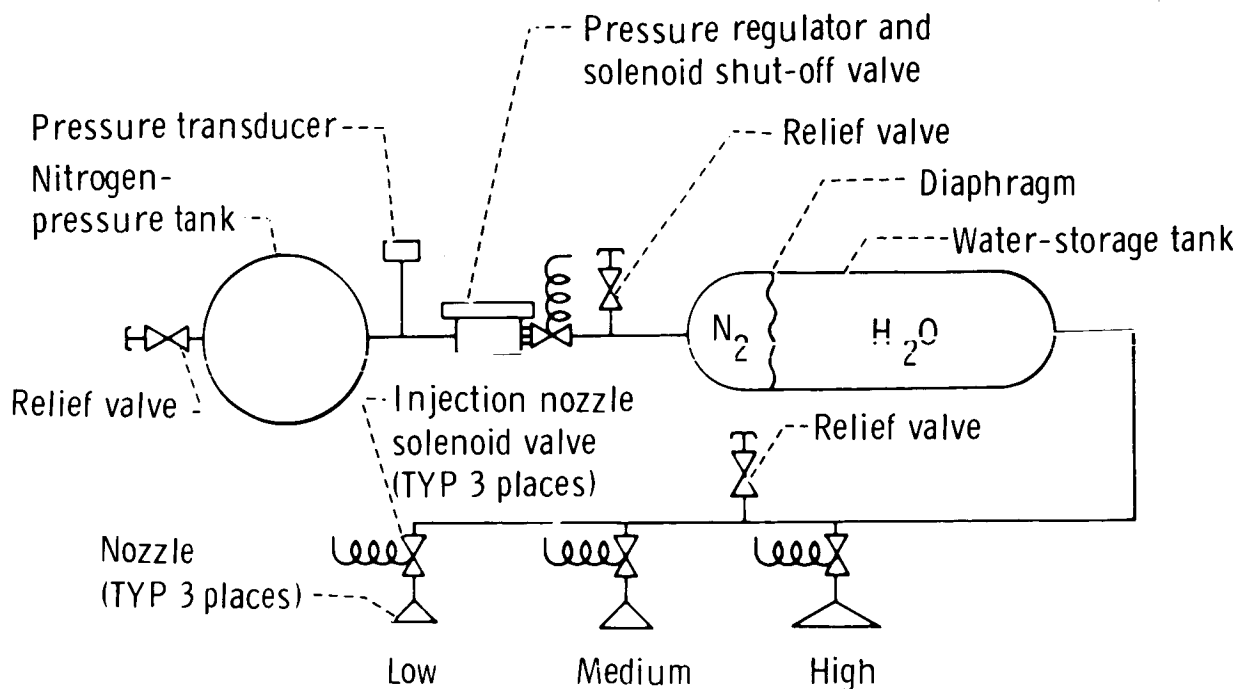 Pressure regulator and
solenoid shut-off valve
Pressure transducer
Relief valve
Nitrogen-
pressure tank
Diaphragm
Water-storage tank
N2
H2O
Relief valve
Injection nozzle
solenoid valve
(TYP 3 places)
Relief valve
Nozzle
(TYP 3 places)
Low
Medium
High